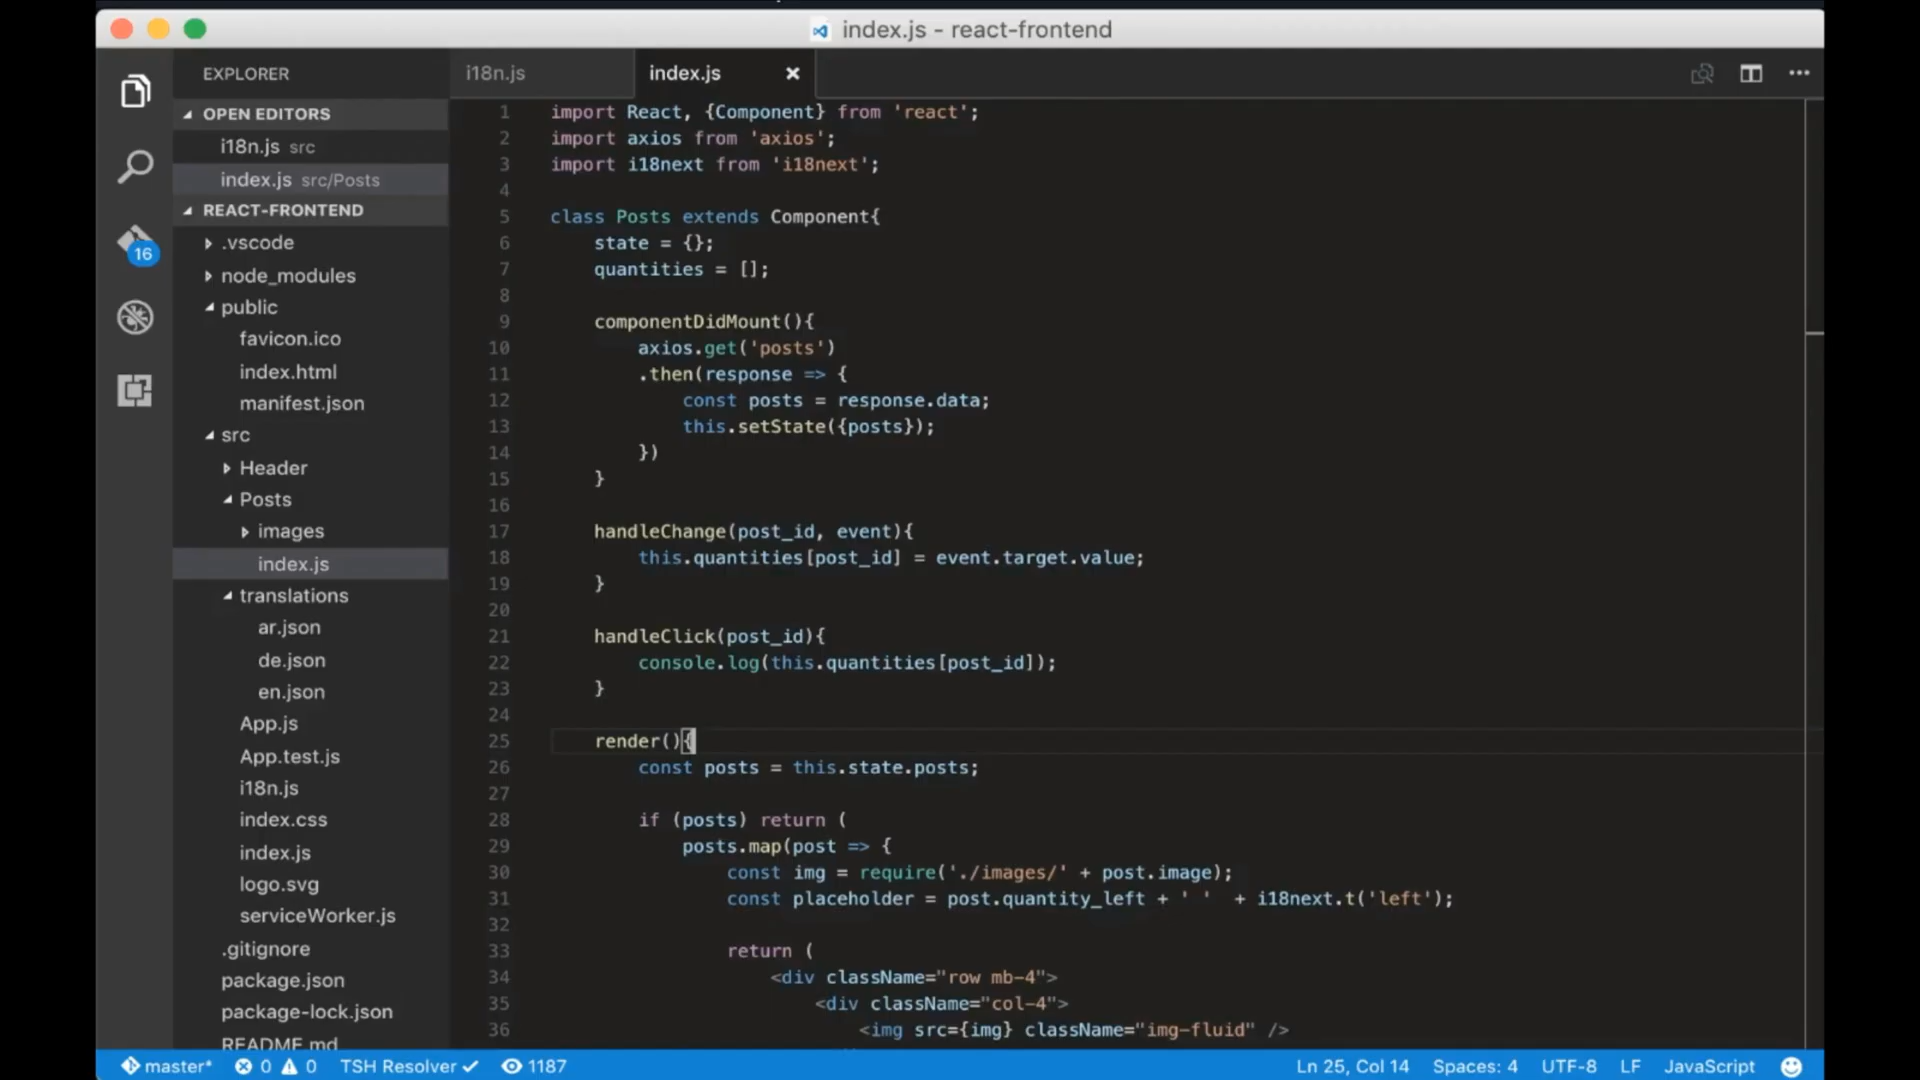 index.js - react-frontend
EXPLORER
OPEN EDITORS
i18n.js src
index.js src/Posts
REACT-FRONTEND
.vscode
node_modules
public
favicon.ico
index.html
manifest.json
src
Header
Posts
images
index.js
translations
ar.json
de.json
en.json
App.js
App.test.js
i18n.js
index.css
index.js
logo.svg
serviceWorker.js
.gitignore
package.json
package-lock.json
README.md
16
i18n.js
index.js
1 import React, {Component} from 'react';
2 import axios from 'axios';
3 import i18next from 'i18next';
4
5 class Posts extends Component{
6 state = {};
7 quantities = [];
8
9 componentDidMount(){
10 axios.get('posts')
11 .then(response => {
12 const posts = response.data;
13 this.setState({posts});
14 })
15 }
16
17 handleChange(post_id, event){
18 this.quantities[post_id] = event.target.value;
19 }
20
21 handleClick(post_id){
22 console.log(this.quantities[post_id]);
23 }
24
25 render(){
26 const posts = this.state.posts;
27
28 if (posts) return (
29 posts.map(post => {
30 const img = require('./images/' + post.image);
31 const placeholder = post.quantity_left + ' ' + i18next.t('left');
32
33 return (
34 <div className="row mb-4">
35 <div className="col-4">
36 <img src={img} className="img-fluid" />
master* 0 0 TSH Resolver 1187 Ln 25, Col 14 Spaces: 4 UTF-8 LF JavaScript